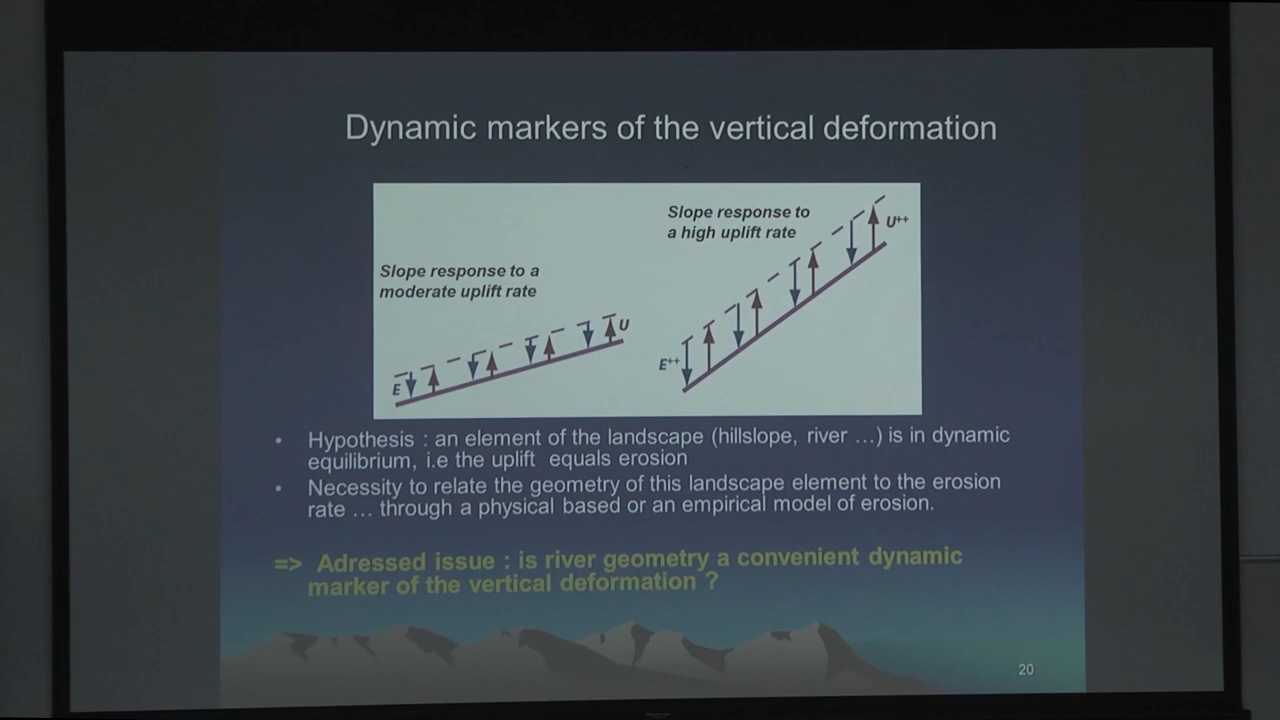 Dynamic markers of the vertical deformation
Slope response to
a high uplift rate
U++
Slope response to a
moderate uplift rate
U
E++
E
• Hypothesis : an element of the landscape (hillslope, river …) is in dynamic
equilibrium, i.e the uplift equals erosion
• Necessity to relate the geometry of this landscape element to the erosion
rate … through a physical based or an empirical model of erosion.
=> Adressed issue : is river geometry a convenient dynamic
marker of the vertical deformation ?
20